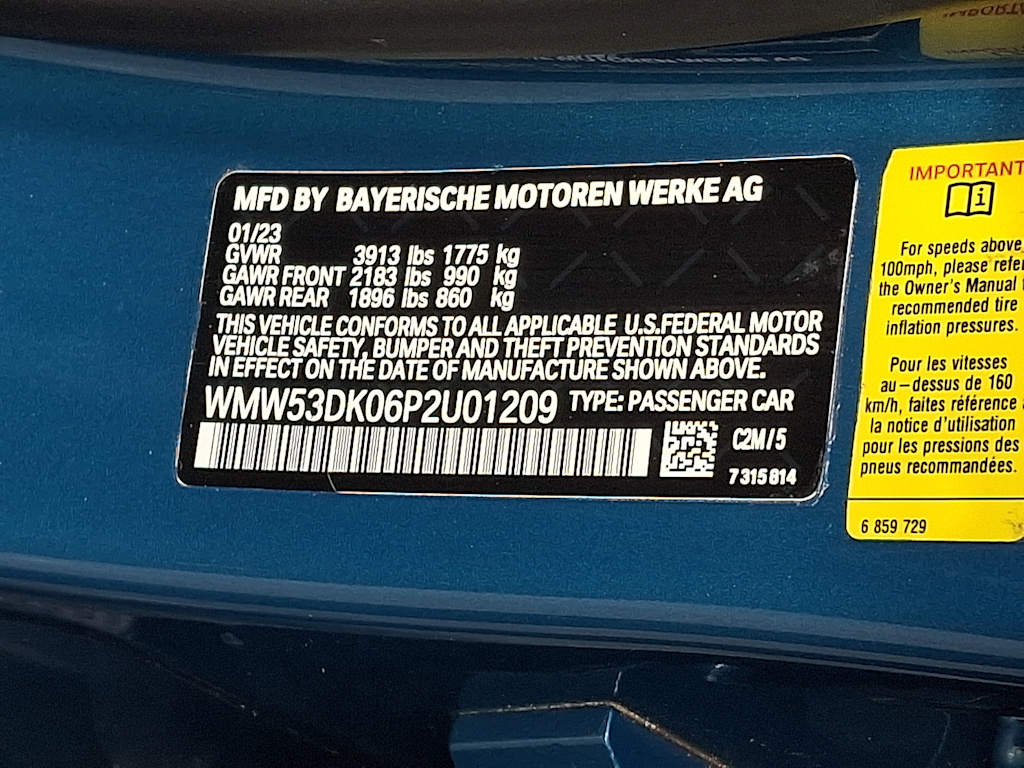 MFD BY BAYERISCHE MOTOREN WERKE AG
01/23
GVWR 3913 lbs 1775 kg
GAWR FRONT 2183 lbs 990 kg
GAWR REAR 1896 lbs 860 kg
THIS VEHICLE CONFORMS TO ALL APPLICABLE U.S.FEDERAL MOTOR
VEHICLE SAFETY, BUMPER AND THEFT PREVENTION STANDARDS
IN EFFECT ON THE DATE OF MANUFACTURE SHOWN ABOVE.
WMW53DK06P2U01209 TYPE: PASSENGER CAR
C2M/5
7315814
IMPORTANT
i
For speeds above
100mph, please refer
the Owner's Manual
recommended tire
inflation pressures.
Pour les vitesses
au-dessus de 160
km/h, faites référence
la notice d'utilisation
pour les pressions des
pneus recommandées.
6 859 729